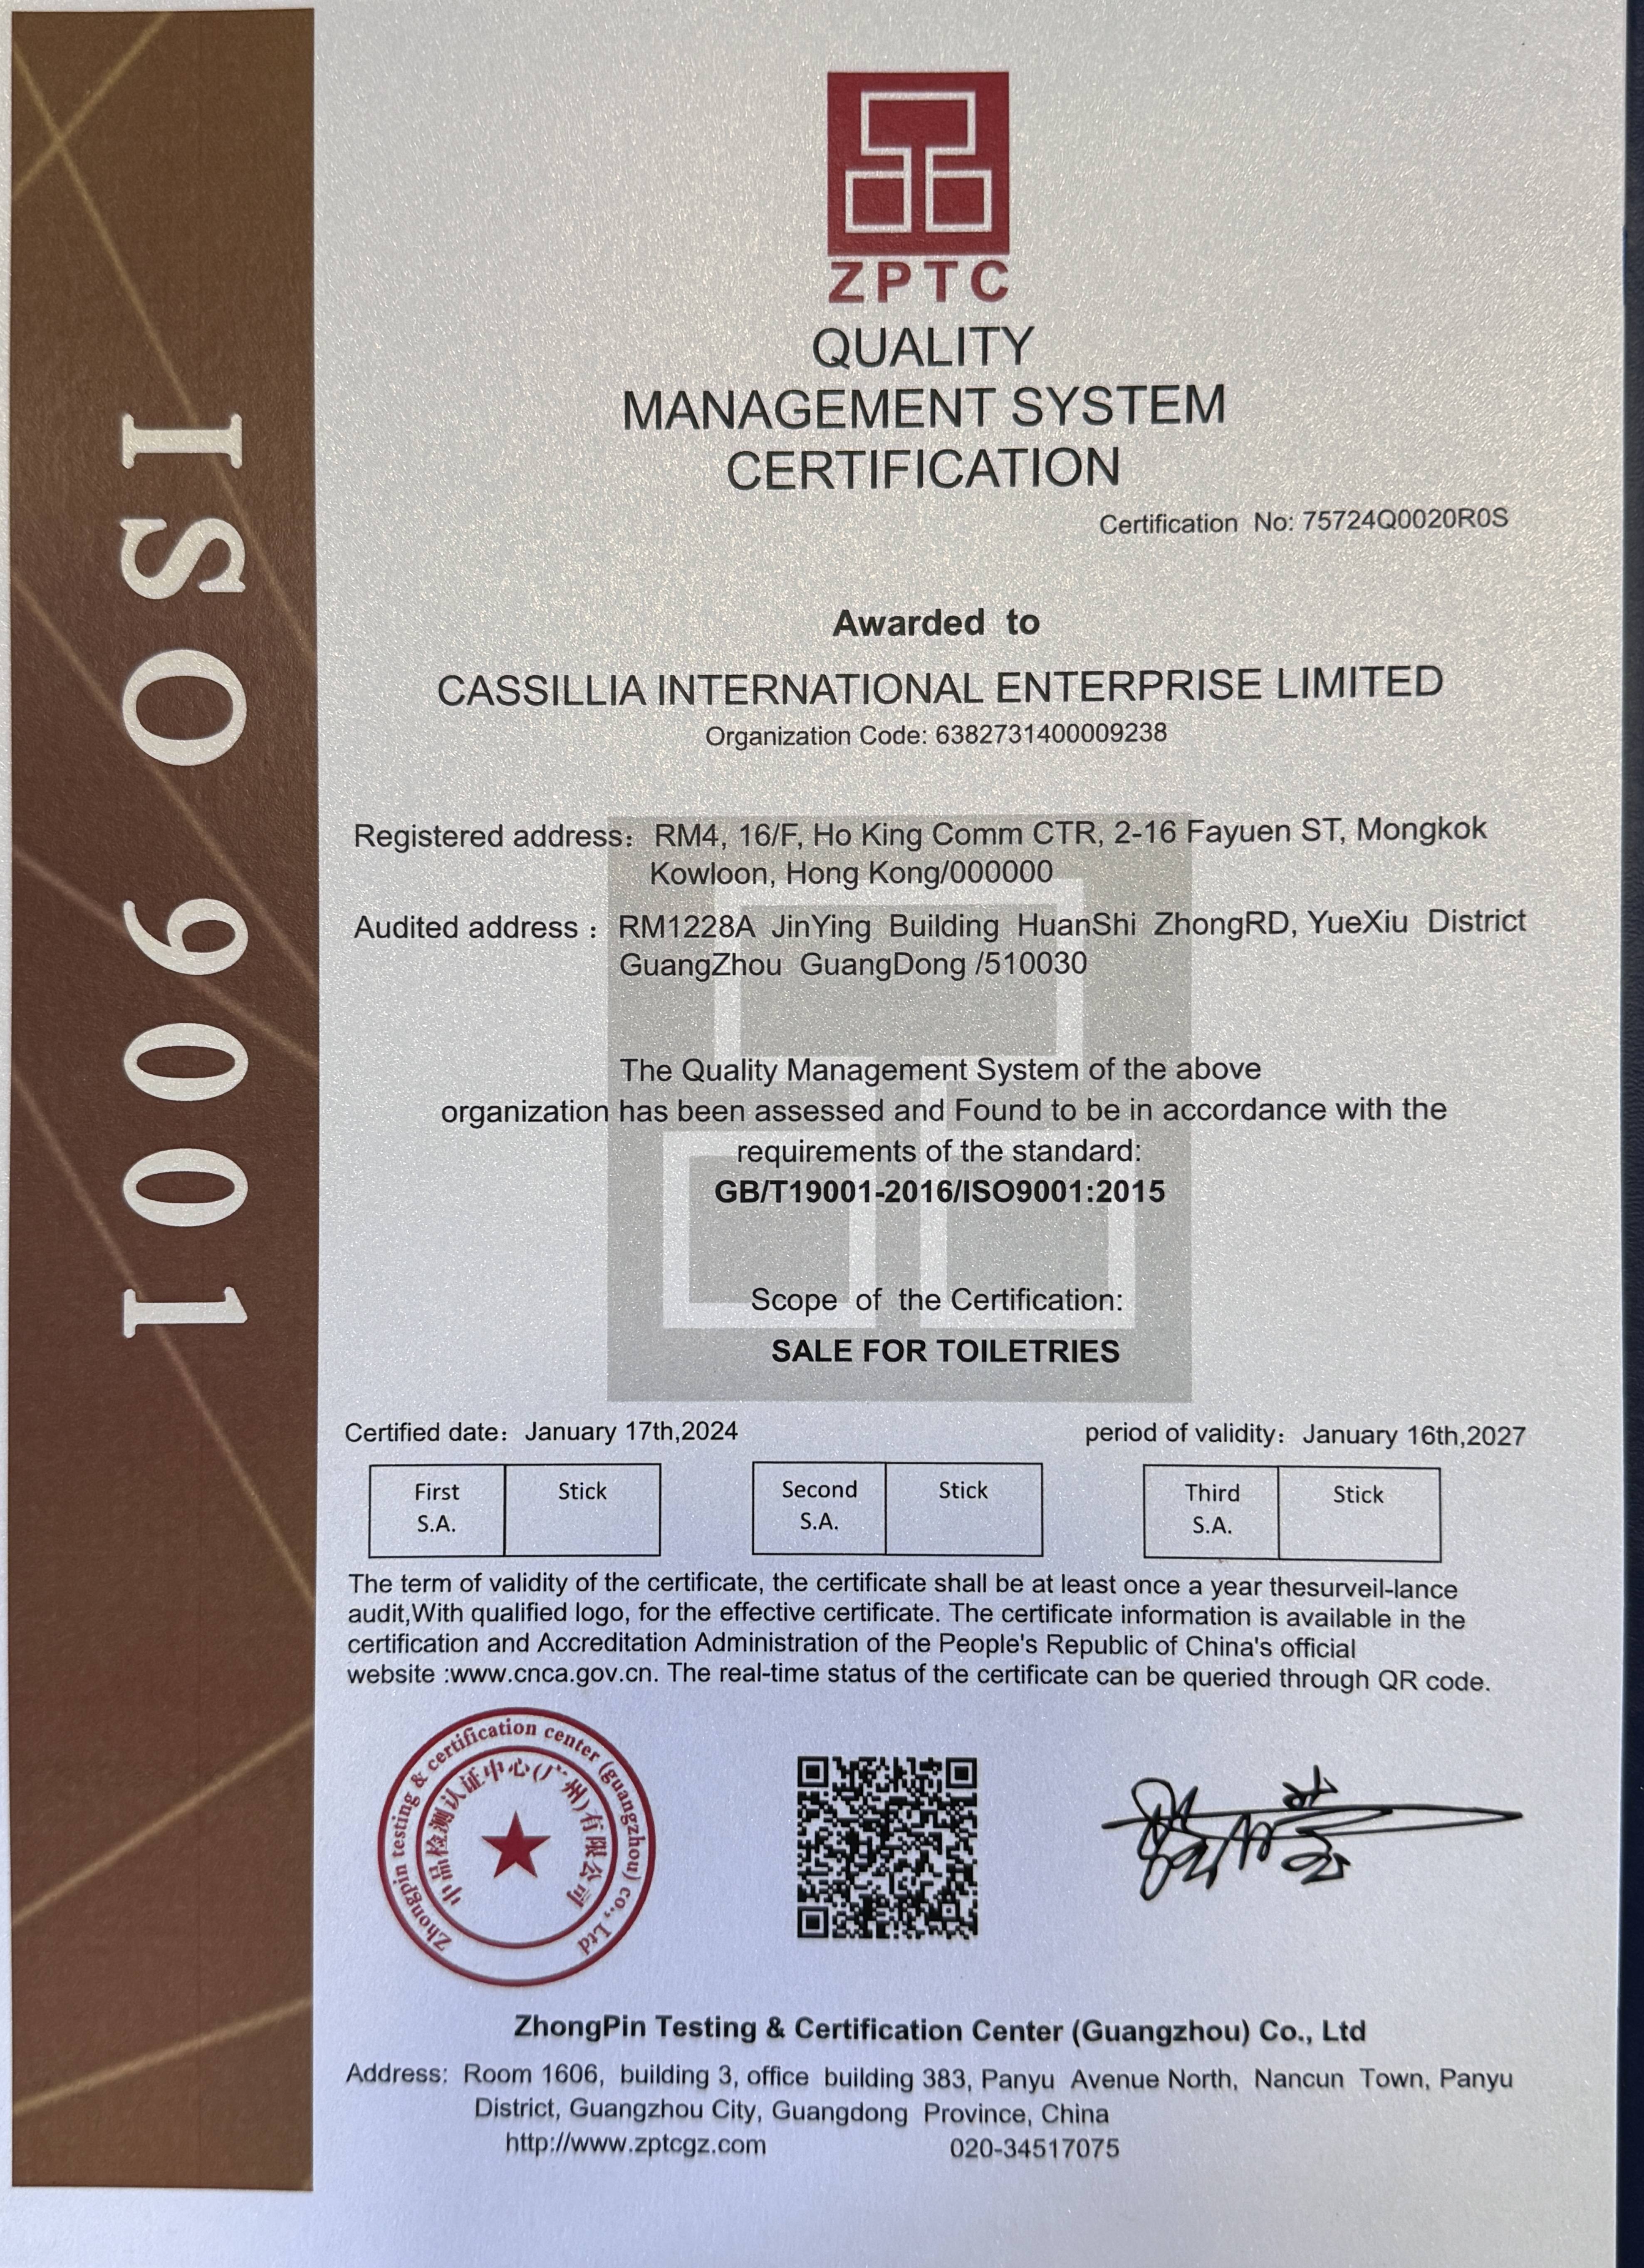 ISO 9001
ZPTC
QUALITY
MANAGEMENT SYSTEM
CERTIFICATION
Certification No: 75724Q0020R0S
Awarded to
CASSILLIA INTERNATIONAL ENTERPRISE LIMITED
Organization Code: 6382731400009238
Registered address： RM4, 16/F, Ho King Comm CTR, 2-16 Fayuen ST, Mongkok
Kowloon, Hong Kong/000000
Audited address： RM1228A JinYing Building HuanShi ZhongRD, YueXiu District
GuangZhou GuangDong /510030
The Quality Management System of the above
organization has been assessed and Found to be in accordance with the
requirements of the standard:
GB/T19001-2016/ISO9001:2015
Scope of the Certification:
SALE FOR TOILETRIES
Certified date：January 17th,2024 period of validity：January 16th,2027
First Stick Second Stick Third Stick
S.A. S.A. S.A.
The term of validity of the certificate, the certificate shall be at least once a year thesurveil-lance
audit,With qualified logo, for the effective certificate. The certificate information is available in the
certification and Accreditation Administration of the People's Republic of China's official
website :www.cnca.gov.cn. The real-time status of the certificate can be queried through QR code.
Zhongpin testing & certification center (guangzhou) co., Ltd
中品检测认证中心(广州)有限公司
ZhongPin Testing & Certification Center (Guangzhou) Co., Ltd
Address: Room 1606, building 3, office building 383, Panyu Avenue North, Nancun Town, Panyu
District, Guangzhou City, Guangdong Province, China
http://www.zptcgz.com 020-34517075